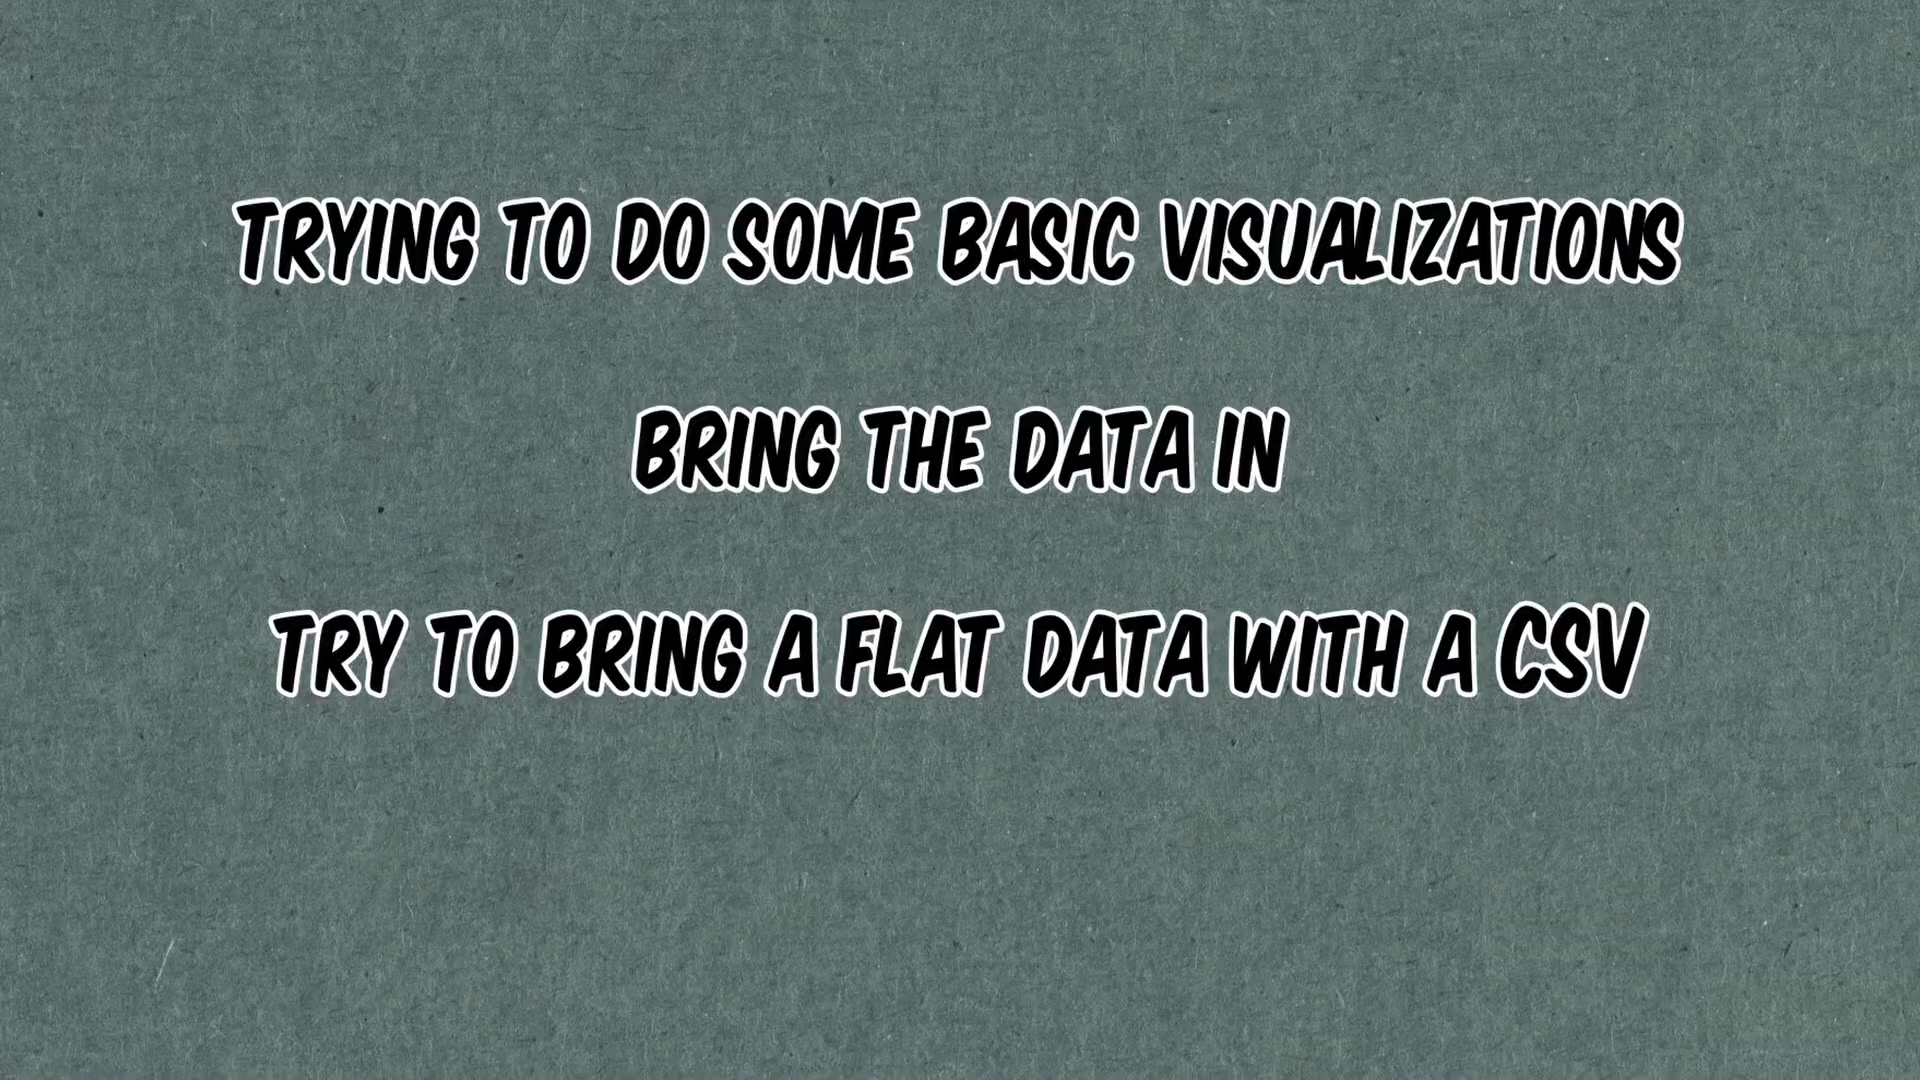 TRYING TO DO SOME BASIC VISUALIZATIONS
BRING THE DATA IN
TRY TO BRING A FLAT DATA WITH A CSV